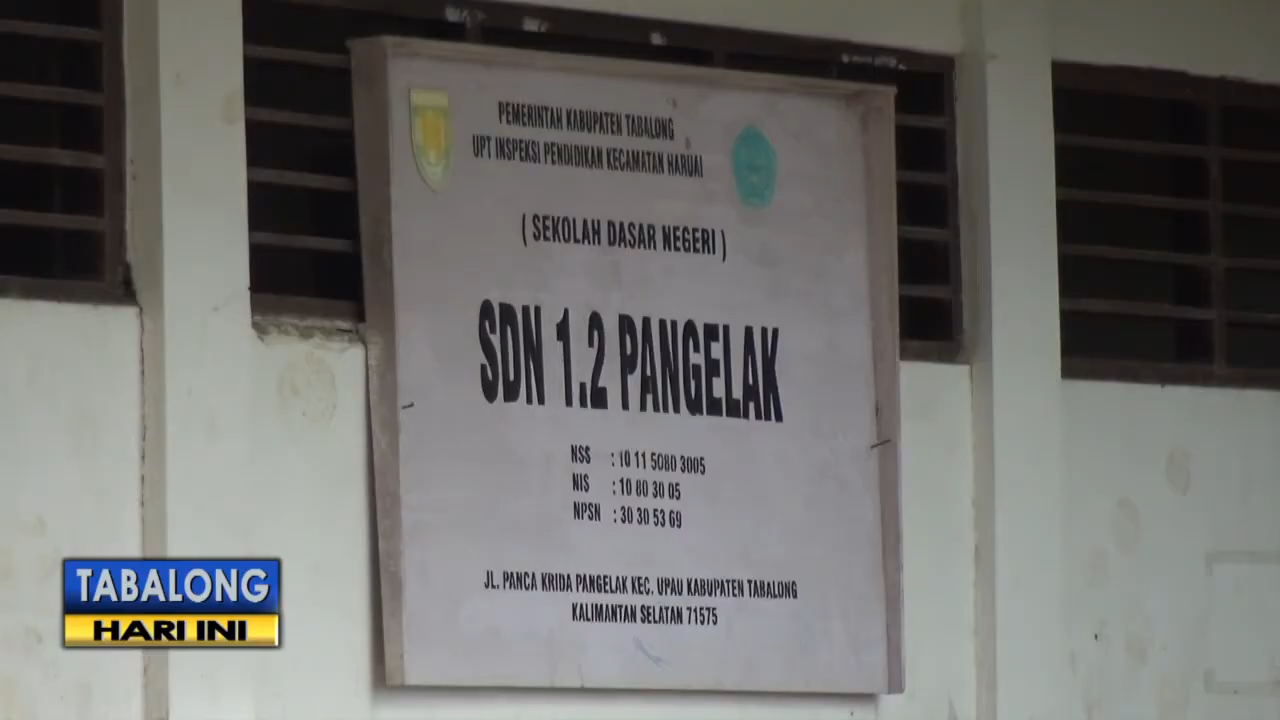 PEMERINTAH KABUPATEN TABALONG
UPT INSPEKSI PENDIDIKAN KECAMATAN HARUAI
( SEKOLAH DASAR NEGERI )
SDN 1.2 PANGELAK
NSS : 10 11 5080 3005
NIS : 10 80 30 05
NPSN : 30 30 53 69
JL. PANCA KRIDA PANGELAK KEC. UPAU KABUPATEN TABALONG
KALIMANTAN SELATAN 71575
TABALONG
HARI INI